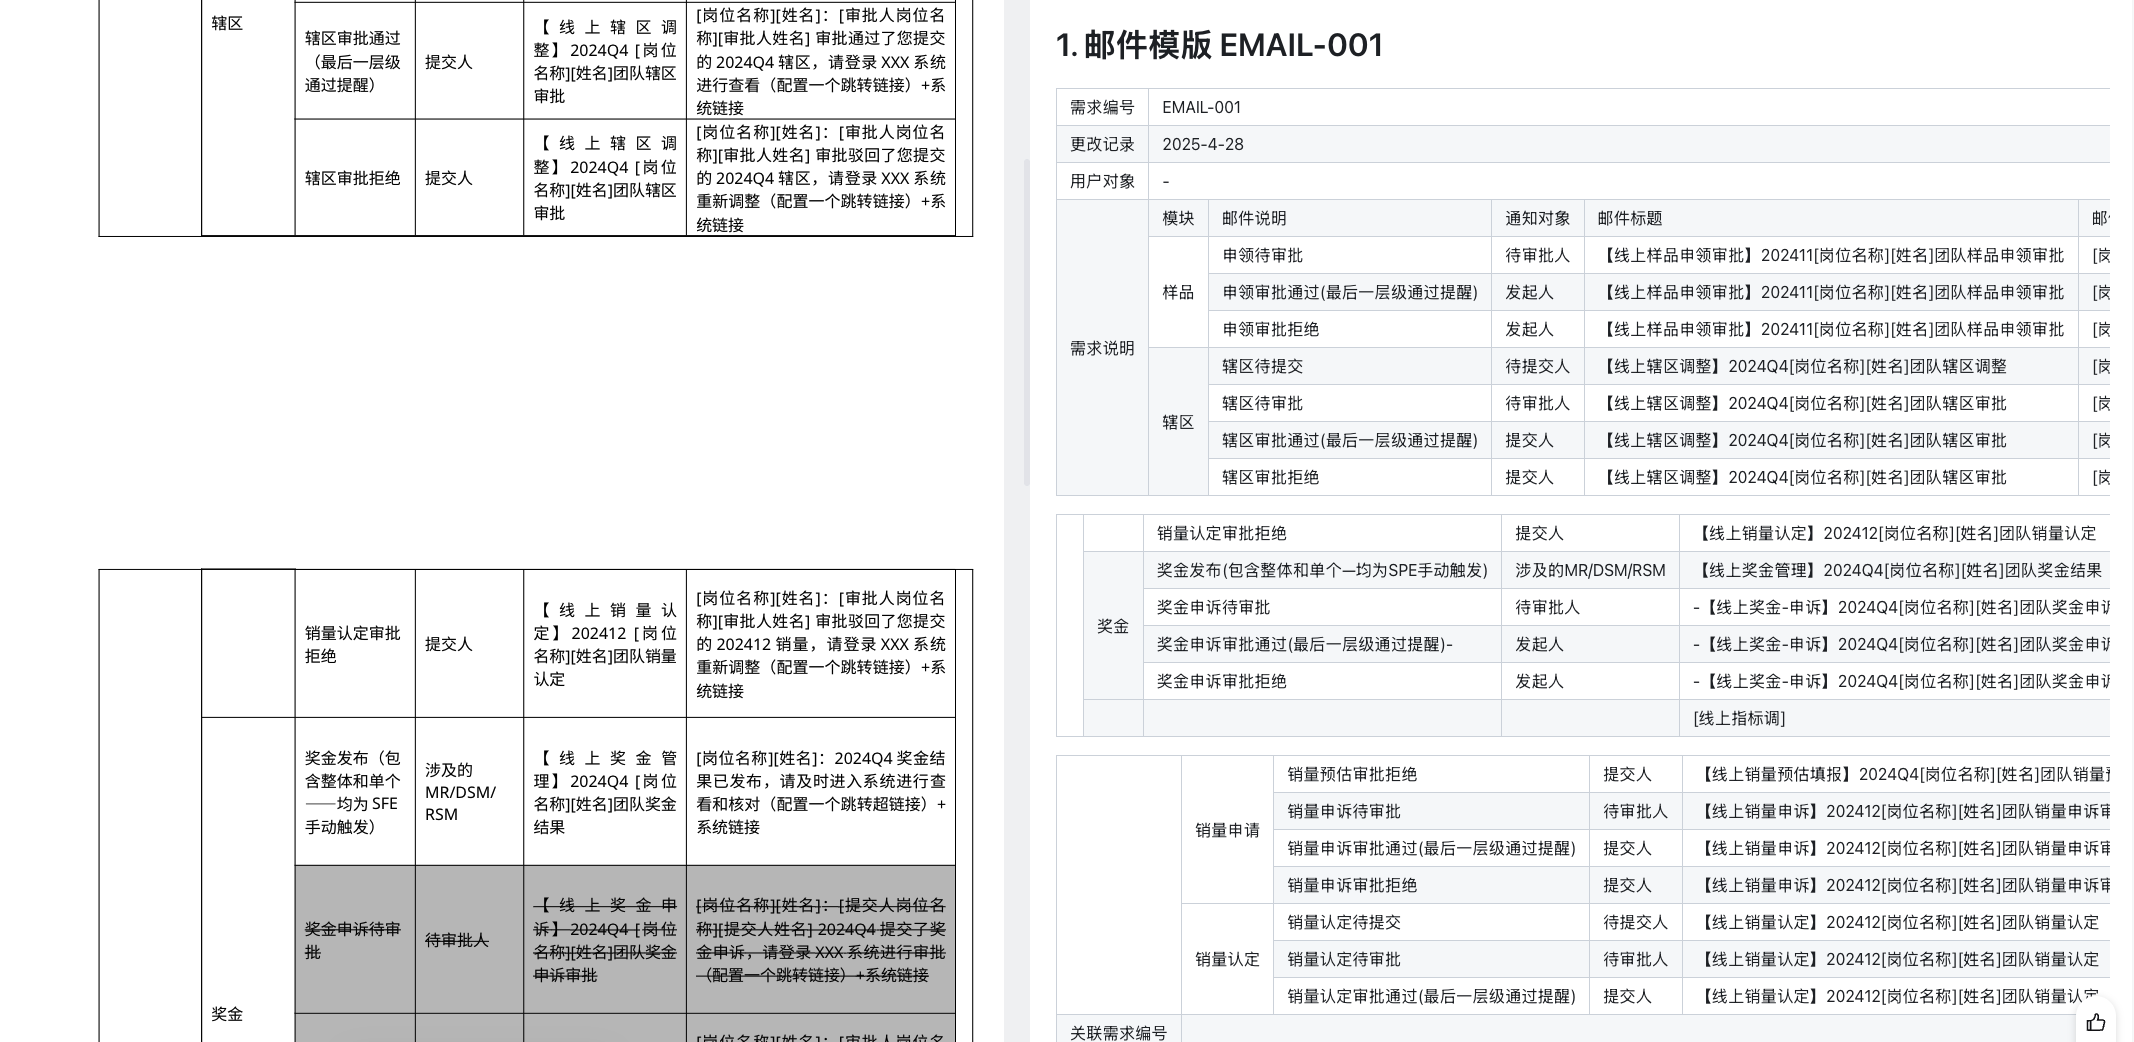 辖区
辖区审批通过
（最后一层级
通过提醒）
提交人
【线上辖区调
整】2024Q4 [岗位
名称][姓名]团队辖区
审批
[岗位名称][姓名]：[审批人岗位名
称][审批人姓名] 审批通过了您提交
的 2024Q4 辖区，请登录 XXX 系统
进行查看（配置一个跳转链接）+系
统链接
辖区审批拒绝
提交人
【线上辖区调
整】2024Q4 [岗位
名称][姓名]团队辖区
审批
[岗位名称][姓名]：[审批人岗位名
称][审批人姓名] 审批驳回了您提交
的 2024Q4 辖区，请登录 XXX 系统
重新调整（配置一个跳转链接）+系
统链接
销量认定审批
拒绝
提交人
【线上销量认
定】202412 [岗位
名称][姓名]团队销量
认定
[岗位名称][姓名]：[审批人岗位名
称][审批人姓名] 审批驳回了您提交
的 202412 销量，请登录 XXX 系统
重新调整（配置一个跳转链接）+系
统链接
奖金
奖金发布（包
含整体和单个
——均为 SFE
手动触发）
涉及的
MR/DSM/
RSM
【线上奖金管
理】2024Q4 [岗位
名称][姓名]团队奖金
结果
[岗位名称][姓名]：2024Q4 奖金结
果已发布，请及时进入系统进行查
看和核对（配置一个跳转超链接）+
系统链接
奖金申诉待审
批
待审批人
【线上奖金申
诉】2024Q4 [岗位
名称][姓名]团队奖金
申诉审批
[岗位名称][姓名]：[提交人岗位名
称][提交人姓名] 2024Q4 提交了奖
金申诉，请登录 XXX 系统进行审批
（配置一个跳转链接）+系统链接
[岗位名称][姓名]：[审批人岗位名
1. 邮件模版 EMAIL-001
需求编号 EMAIL-001
更改记录 2025-4-28
用户对象 -
需求说明
模块 邮件说明 通知对象 邮件标题 邮
样品
申领待审批 待审批人 【线上样品申领审批】202411[岗位名称][姓名]团队样品申领审批 [岗
申领审批通过(最后一层级通过提醒) 发起人 【线上样品申领审批】202411[岗位名称][姓名]团队样品申领审批 [岗
申领审批拒绝 发起人 【线上样品申领审批】202411[岗位名称][姓名]团队样品申领审批 [岗
辖区
辖区待提交 待提交人 【线上辖区调整】2024Q4[岗位名称][姓名]团队辖区调整 [岗
辖区待审批 待审批人 【线上辖区调整】2024Q4[岗位名称][姓名]团队辖区审批 [岗
辖区审批通过(最后一层级通过提醒) 提交人 【线上辖区调整】2024Q4[岗位名称][姓名]团队辖区审批 [岗
辖区审批拒绝 提交人 【线上辖区调整】2024Q4[岗位名称][姓名]团队辖区审批 [岗
销量认定审批拒绝 提交人 【线上销量认定】202412[岗位名称][姓名]团队销量认定
奖金
奖金发布(包含整体和单个—均为SPE手动触发) 涉及的MR/DSM/RSM 【线上奖金管理】2024Q4[岗位名称][姓名]团队奖金结果
奖金申诉待审批 待审批人 -【线上奖金-申诉】2024Q4[岗位名称][姓名]团队奖金申诉
奖金申诉审批通过(最后一层级通过提醒)- 发起人 -【线上奖金-申诉】2024Q4[岗位名称][姓名]团队奖金申诉
奖金申诉审批拒绝 发起人 -【线上奖金-申诉】2024Q4[岗位名称][姓名]团队奖金申诉
[线上指标调]
销量申请
销量预估审批拒绝 提交人 【线上销量预估填报】2024Q4[岗位名称][姓名]团队销量预
销量申诉待审批 待审批人 【线上销量申诉】202412[岗位名称][姓名]团队销量申诉审
销量申诉审批通过(最后一层级通过提醒) 提交人 【线上销量申诉】202412[岗位名称][姓名]团队销量申诉审
销量申诉审批拒绝 提交人 【线上销量申诉】202412[岗位名称][姓名]团队销量申诉审
销量认定
销量认定待提交 待提交人 【线上销量认定】202412[岗位名称][姓名]团队销量认定
销量认定待审批 待审批人 【线上销量认定】202412[岗位名称][姓名]团队销量认定
销量认定审批通过(最后一层级通过提醒) 提交人 【线上销量认定】202412[岗位名称][姓名]团队销量认定
关联需求编号